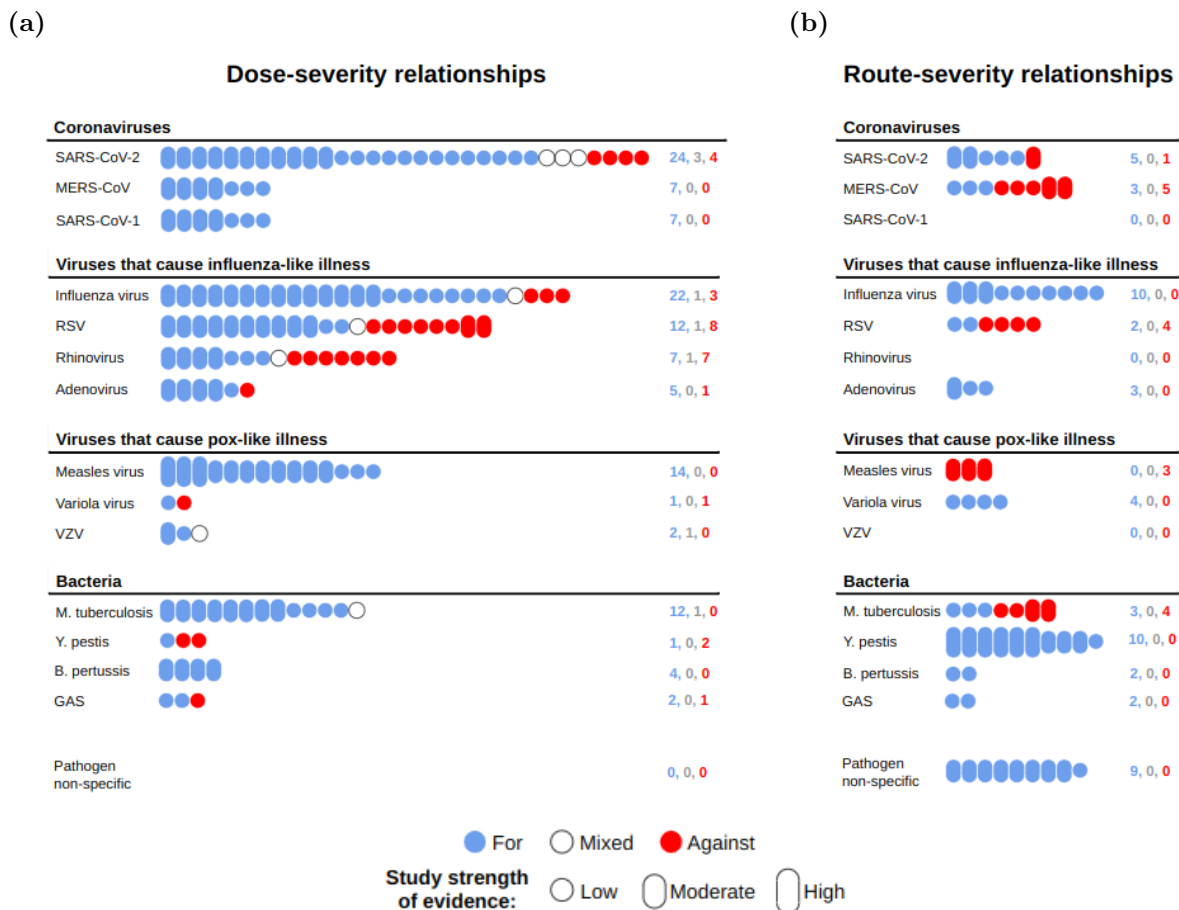 (a)
Dose-severity relationships
Coronaviruses
SARS-CoV-2 24, 3, 4
MERS-CoV 7, 0, 0
SARS-CoV-1 7, 0, 0
Viruses that cause influenza-like illness
Influenza virus 22, 1, 3
RSV 12, 1, 8
Rhinovirus 7, 1, 7
Adenovirus 5, 0, 1
Viruses that cause pox-like illness
Measles virus 14, 0, 0
Variola virus 1, 0, 1
VZV 2, 1, 0
Bacteria
M. tuberculosis 12, 1, 0
Y. pestis 1, 0, 2
B. pertussis 4, 0, 0
GAS 2, 0, 1
Pathogen
non-specific 0, 0, 0
(b)
Route-severity relationships
Coronaviruses
SARS-CoV-2 5, 0, 1
MERS-CoV 3, 0, 5
SARS-CoV-1 0, 0, 0
Viruses that cause influenza-like illness
Influenza virus 10, 0, 0
RSV 2, 0, 4
Rhinovirus 0, 0, 0
Adenovirus 3, 0, 0
Viruses that cause pox-like illness
Measles virus 0, 0, 3
Variola virus 4, 0, 0
VZV 0, 0, 0
Bacteria
M. tuberculosis 3, 0, 4
Y. pestis 10, 0, 0
B. pertussis 2, 0, 0
GAS 2, 0, 0
Pathogen
non-specific 9, 0, 0
For Mixed Against
Study strength
of evidence: Low Moderate High